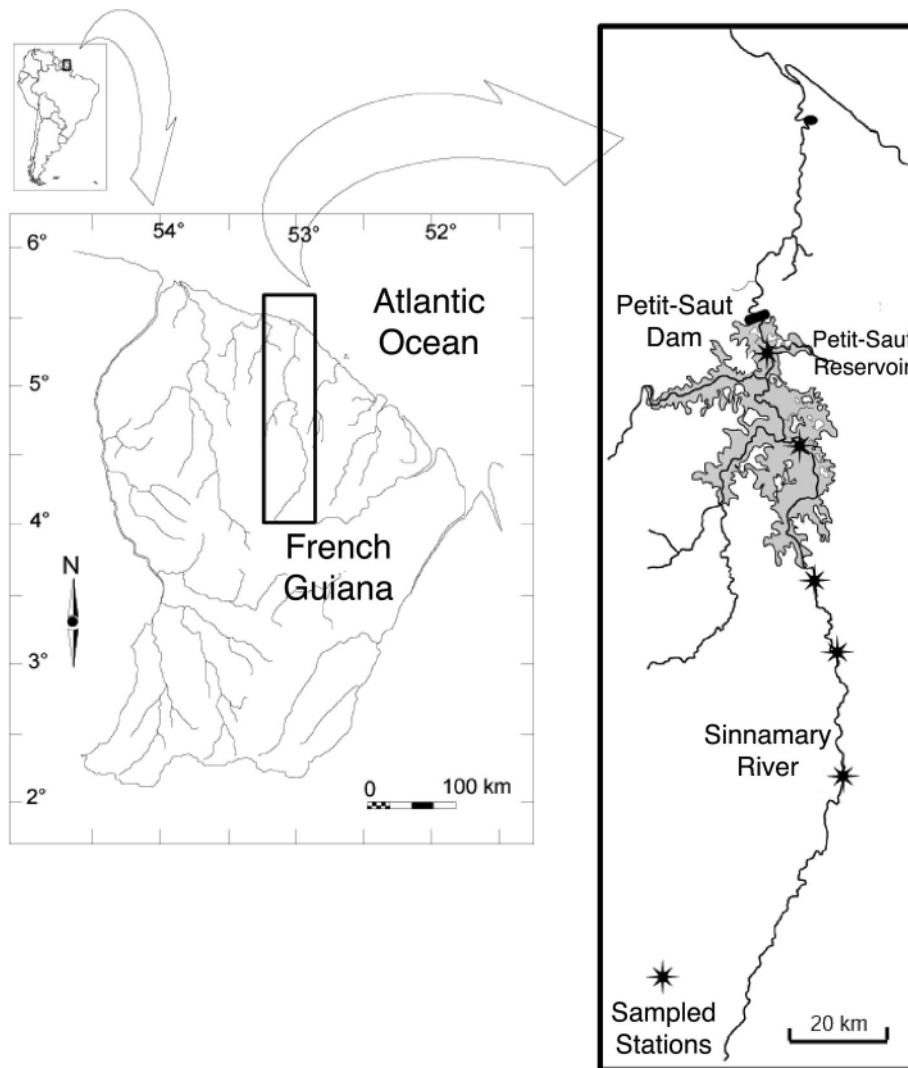 54°
53°
52°
6°
5°
4°
3°
2°
Atlantic
Ocean
French
Guiana
N
0
100 km
Petit-Saut
Dam
Petit-Saut
Reservoir
Sinnamary
River
Sampled
Stations
20 km